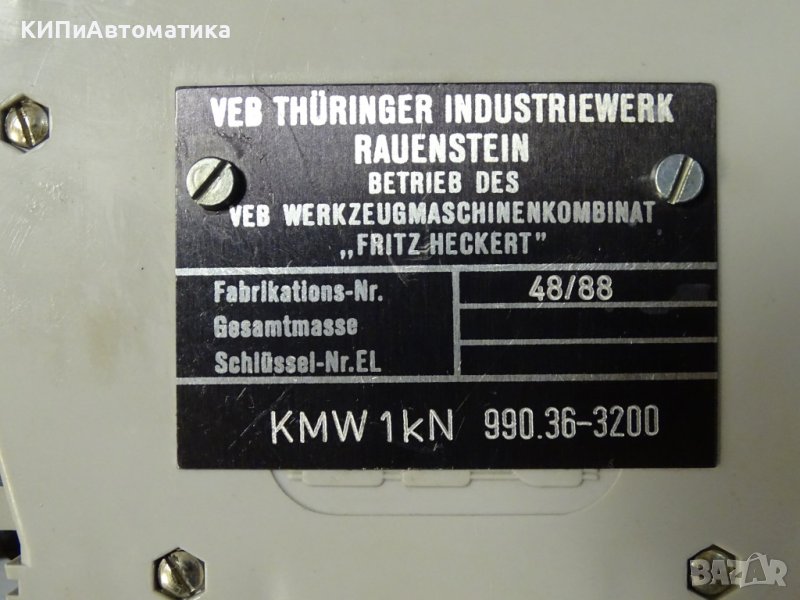 КИПиАвтоматика
VEB THÜRINGER INDUSTRIEWERK
RAUENSTEIN
BETRIEB DES
VEB WERKZEUGMASCHINENKOMBINAT
„FRITZ HECKERT”
Fabrikations-Nr. 48/88
Gesamtmasse
Schlüssel-Nr.EL
KMW 1kN 990.36-3200
BAZAR